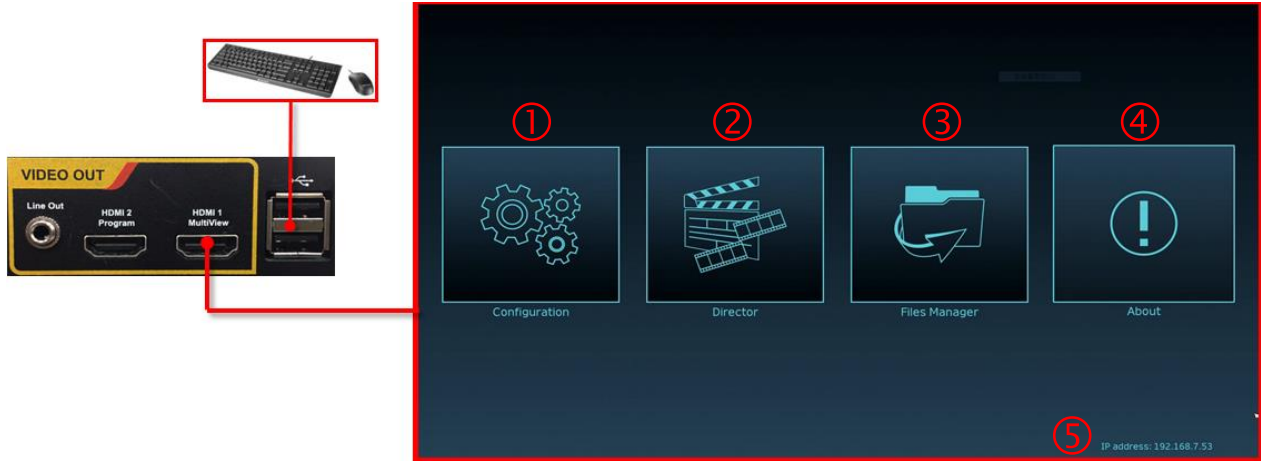 VIDEO OUT
Line Out
HDMI 2
Program
HDMI 1
MultiView
①
②
③
④
Configuration
Director
Files Manager
About
⑤
IP address: 192.168.7.53